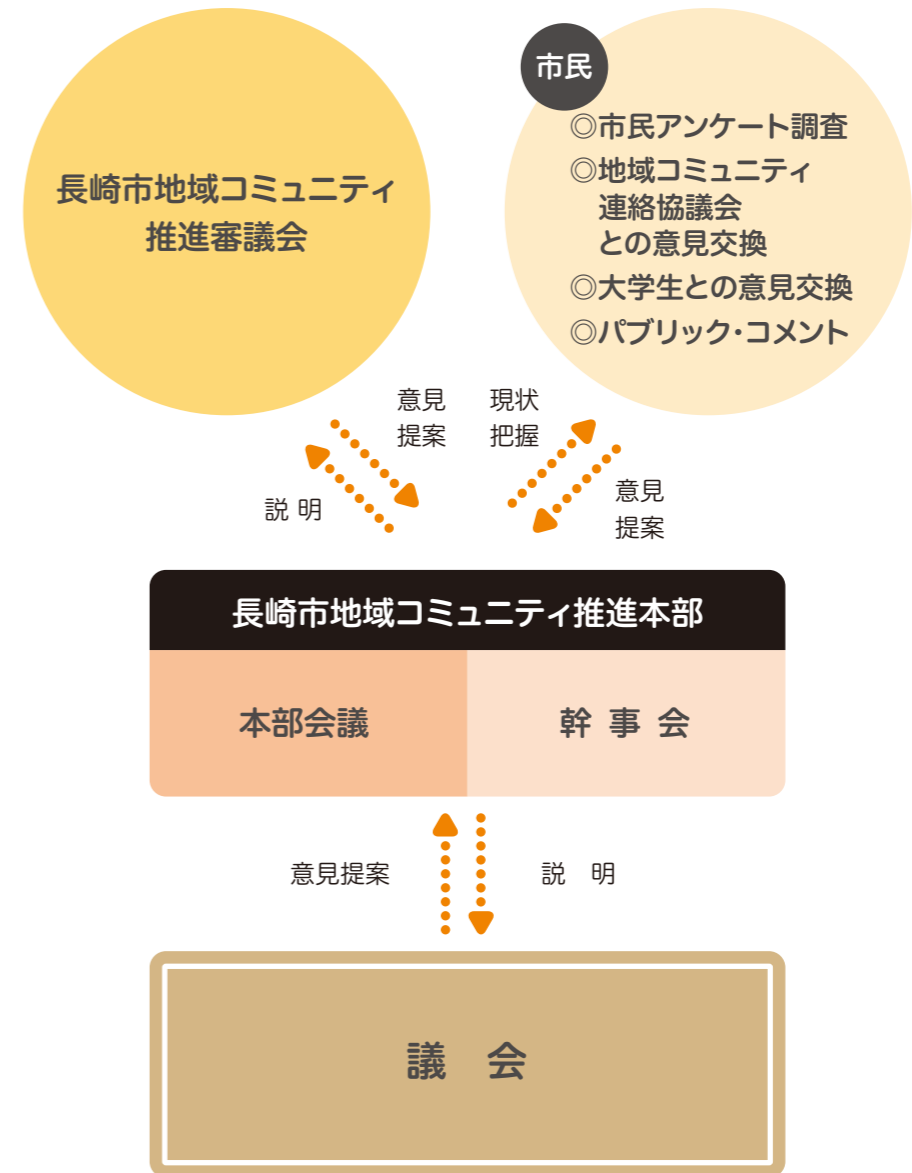 長崎市地域コミュニティ
推進審議会
市民
◎市民アンケート調査
◎地域コミュニティ
連絡協議会
との意見交換
◎大学生との意見交換
◎パブリック・コメント
意見
提案
現状
把握
説 明
意見
提案
長崎市地域コミュニティ推進本部
本部会議
幹 事 会
意見提案
説 明
議 会